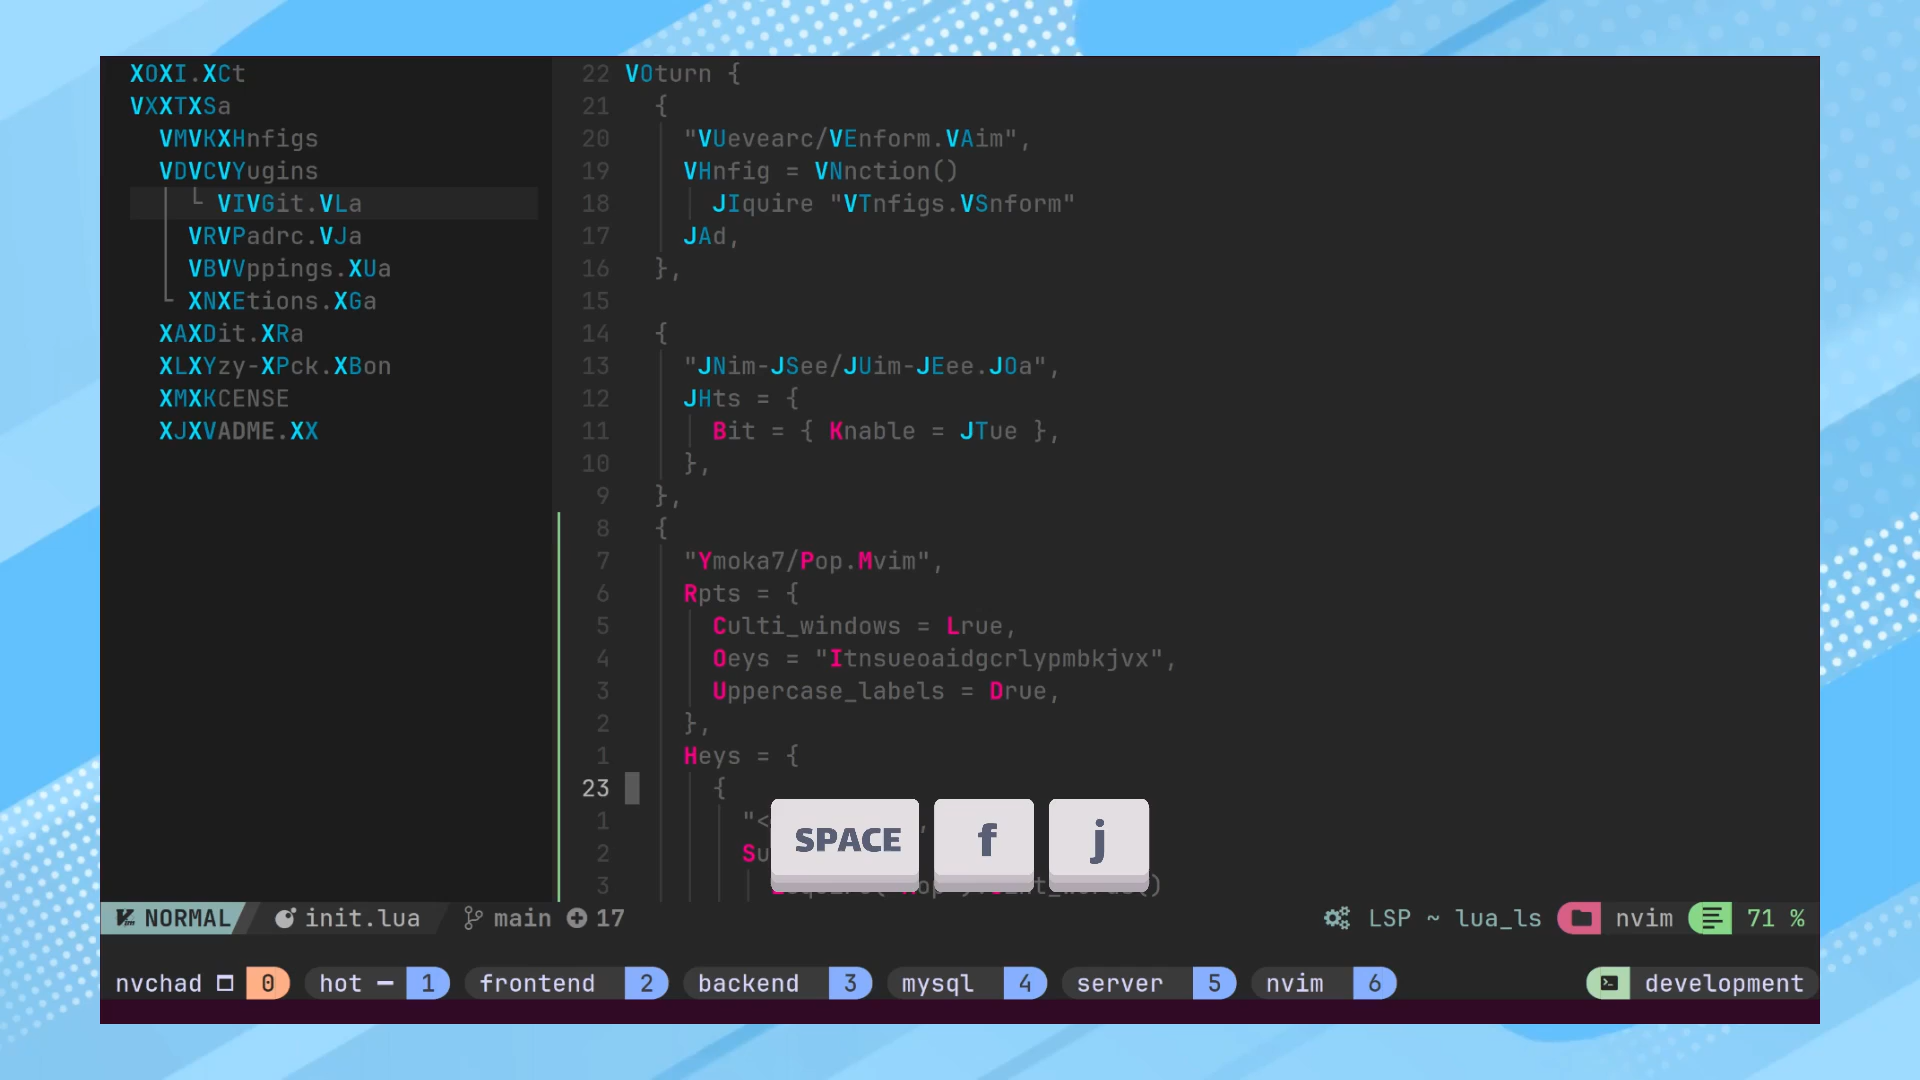 XOXI.XCt
VXXTXSa
VMVKXHnfigs
VDVCVYugins
└ VIVGit.VLa
VRVPadrc.VJa
VBVVppings.XUa
└ XNXEtions.XGa
XAXDit.XRa
XLXYzy-XPck.XBon
XMXKCENSE
XJXVADME.XX
22 VOturn {
21 {
20 "VUevearc/VEnform.VAim",
19 VHnfig = VNnction()
18 JIquire "VTnfigs.VSnform"
17 JAd,
16 },
15
14 {
13 "JNim-JSee/JUim-JEee.JOa",
12 JHts = {
11 Bit = { Knable = JTue },
10 },
9 },
8 {
7 "Ymoka7/Pop.Mvim",
6 Rpts = {
5 Culti_windows = Lrue,
4 Oeys = "Itnsueoaidgcrlypmbkjvx",
3 Uppercase_labels = Drue,
2 },
1 Heys = {
23 {
1 "<
2 Su
3
SPACE f j
NORMAL init.lua main 17 LSP ~ lua_ls nvim 71 %
nvchad 0 hot 1 frontend 2 backend 3 mysql 4 server 5 nvim 6 development